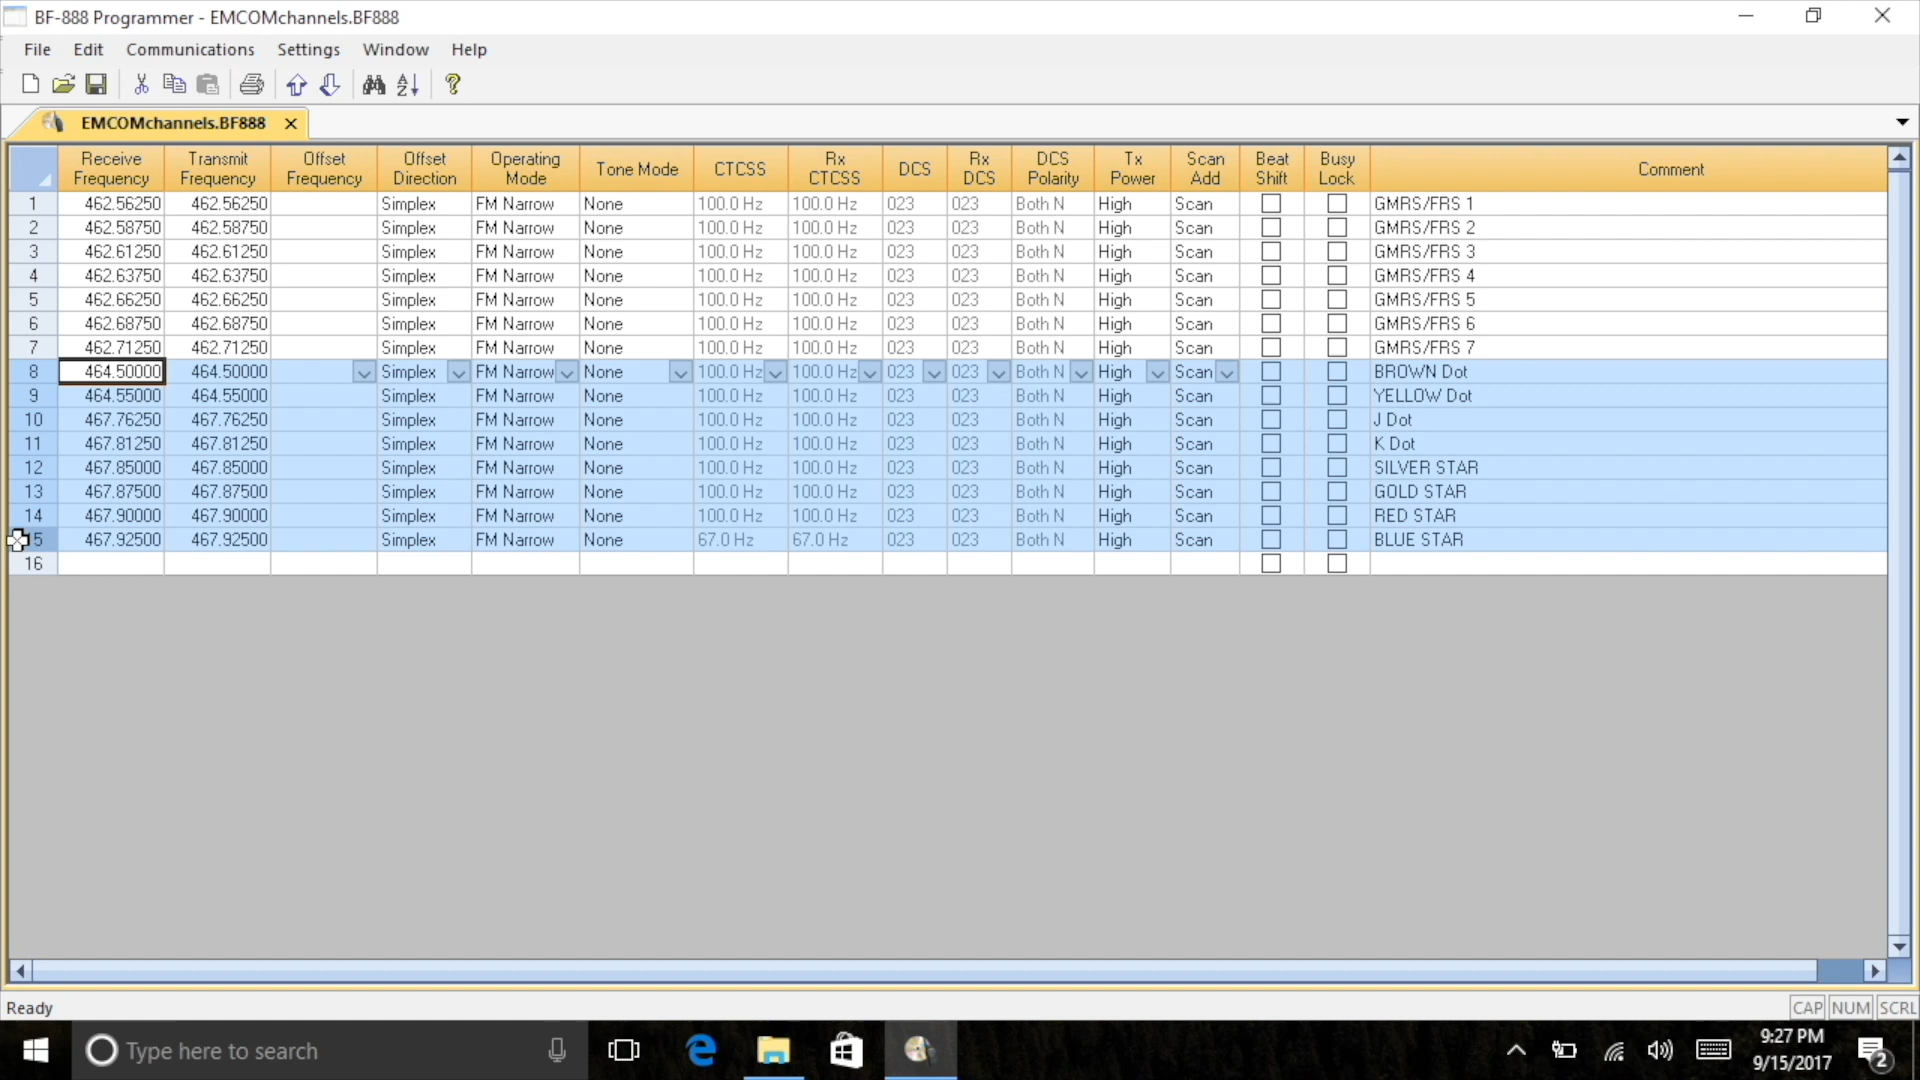 BF-888 Programmer - EMCOMchannels.BF888
File Edit Communications Settings Window Help
EMCOMchannels.BF888
Receive Frequency Transmit Frequency Offset Frequency Offset Direction Operating Mode Tone Mode CTCSS Rx CTCSS DCS Rx DCS DCS Polarity Tx Power Scan Add Beat Shift Busy Lock Comment
1 462.56250 462.56250 Simplex FM Narrow None 100.0 Hz 100.0 Hz 023 023 Both N High Scan GMRS/FRS 1
2 462.58750 462.58750 Simplex FM Narrow None 100.0 Hz 100.0 Hz 023 023 Both N High Scan GMRS/FRS 2
3 462.61250 462.61250 Simplex FM Narrow None 100.0 Hz 100.0 Hz 023 023 Both N High Scan GMRS/FRS 3
4 462.63750 462.63750 Simplex FM Narrow None 100.0 Hz 100.0 Hz 023 023 Both N High Scan GMRS/FRS 4
5 462.66250 462.66250 Simplex FM Narrow None 100.0 Hz 100.0 Hz 023 023 Both N High Scan GMRS/FRS 5
6 462.68750 462.68750 Simplex FM Narrow None 100.0 Hz 100.0 Hz 023 023 Both N High Scan GMRS/FRS 6
7 462.71250 462.71250 Simplex FM Narrow None 100.0 Hz 100.0 Hz 023 023 Both N High Scan GMRS/FRS 7
8 464.50000 464.50000 Simplex FM Narrow None 100.0 Hz 100.0 Hz 023 023 Both N High Scan BROWN Dot
9 464.55000 464.55000 Simplex FM Narrow None 100.0 Hz 100.0 Hz 023 023 Both N High Scan YELLOW Dot
10 467.76250 467.76250 Simplex FM Narrow None 100.0 Hz 100.0 Hz 023 023 Both N High Scan J Dot
11 467.81250 467.81250 Simplex FM Narrow None 100.0 Hz 100.0 Hz 023 023 Both N High Scan K Dot
12 467.85000 467.85000 Simplex FM Narrow None 100.0 Hz 100.0 Hz 023 023 Both N High Scan SILVER STAR
13 467.87500 467.87500 Simplex FM Narrow None 100.0 Hz 100.0 Hz 023 023 Both N High Scan GOLD STAR
14 467.90000 467.90000 Simplex FM Narrow None 100.0 Hz 100.0 Hz 023 023 Both N High Scan RED STAR
5 467.92500 467.92500 Simplex FM Narrow None 67.0 Hz 67.0 Hz 023 023 Both N High Scan BLUE STAR
16
Ready CAP NUM SCRL
Type here to search 9:27 PM
9/15/2017 2